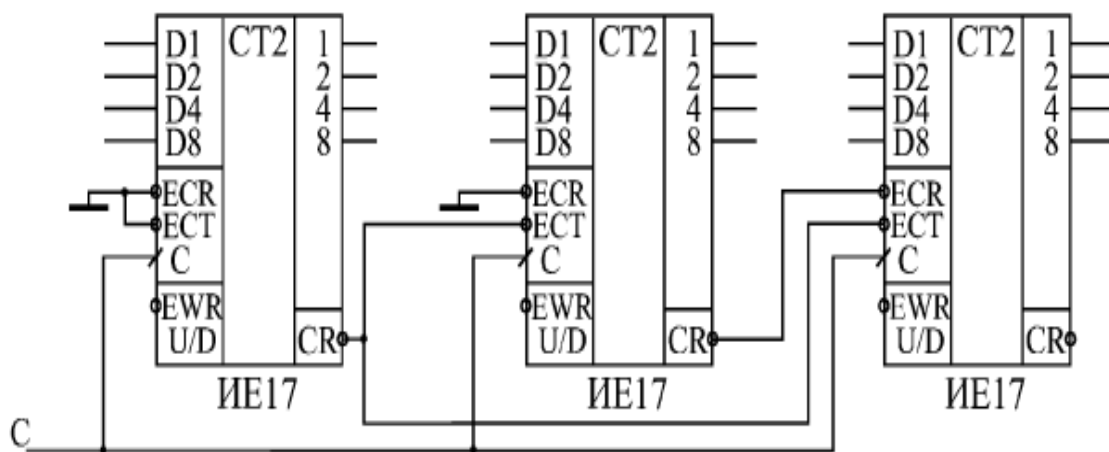 D1 CT2 1
D2 2
D4 4
D8 8
ECR
ECT
C
EWR
U/D CR
ИЕ17
D1 CT2 1
D2 2
D4 4
D8 8
ECR
ECT
C
EWR
U/D CR
ИЕ17
D1 CT2 1
D2 2
D4 4
D8 8
ECR
ECT
C
EWR
U/D CR
ИЕ17
C